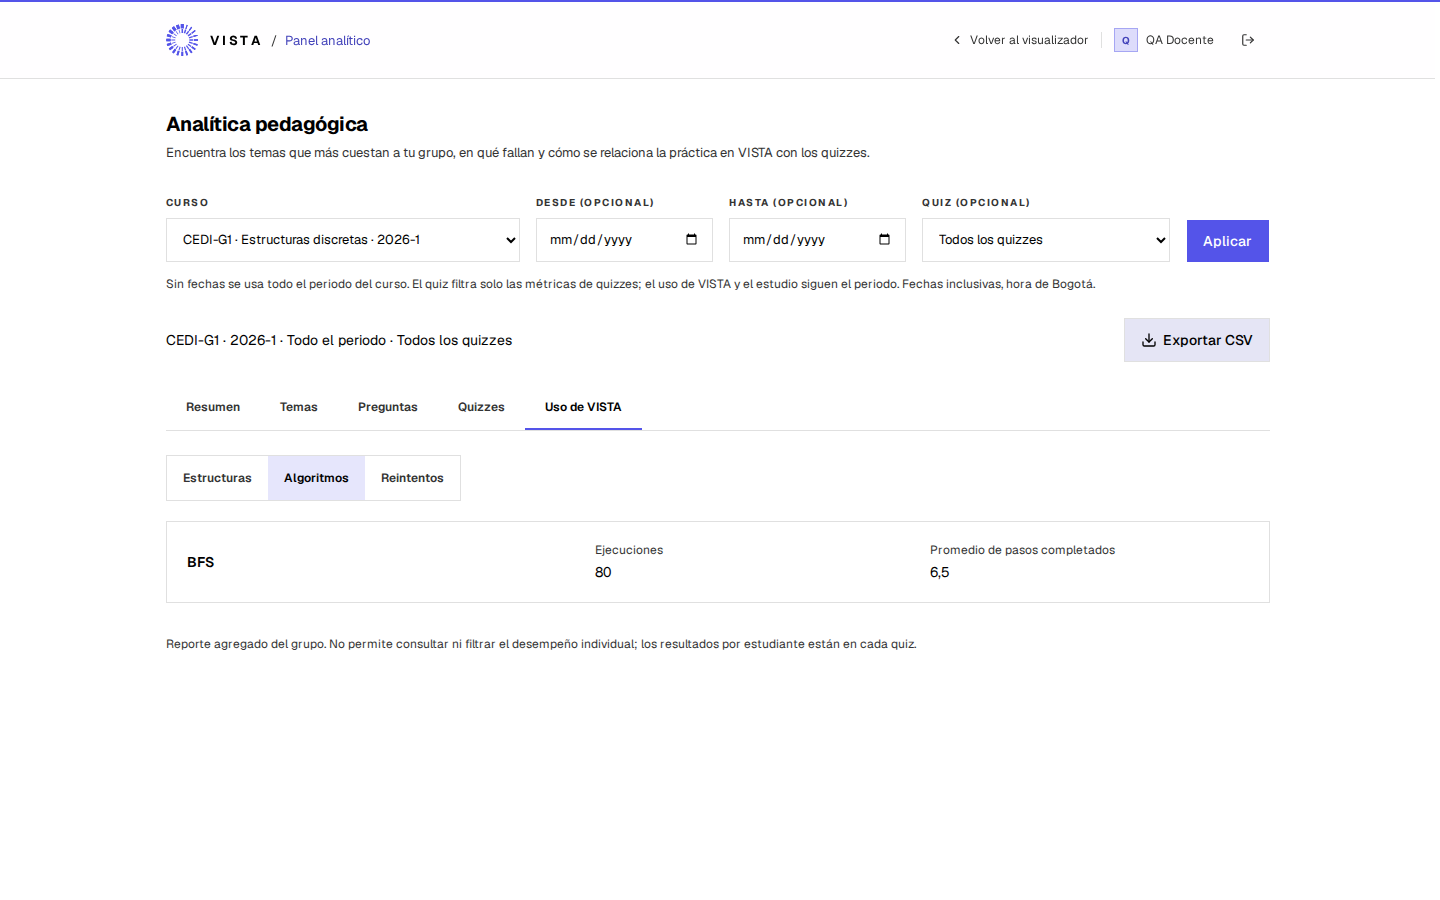 VISTA / Panel analítico
Volver al visualizador
Q QA Docente
Analítica pedagógica
Encuentra los temas que más cuestan a tu grupo, en qué fallan y cómo se relaciona la práctica en VISTA con los quizzes.
CURSO
DESDE (OPCIONAL)
HASTA (OPCIONAL)
QUIZ (OPCIONAL)
CEDI-G1 · Estructuras discretas · 2026-1
mm/dd/yyyy
mm/dd/yyyy
Todos los quizzes
Aplicar
Sin fechas se usa todo el periodo del curso. El quiz filtra solo las métricas de quizzes; el uso de VISTA y el estudio siguen el periodo. Fechas inclusivas, hora de Bogotá.
CEDI-G1 · 2026-1 · Todo el periodo · Todos los quizzes
Exportar CSV
Resumen
Temas
Preguntas
Quizzes
Uso de VISTA
Estructuras
Algoritmos
Reintentos
BFS
Ejecuciones
80
Promedio de pasos completados
6,5
Reporte agregado del grupo. No permite consultar ni filtrar el desempeño individual; los resultados por estudiante están en cada quiz.